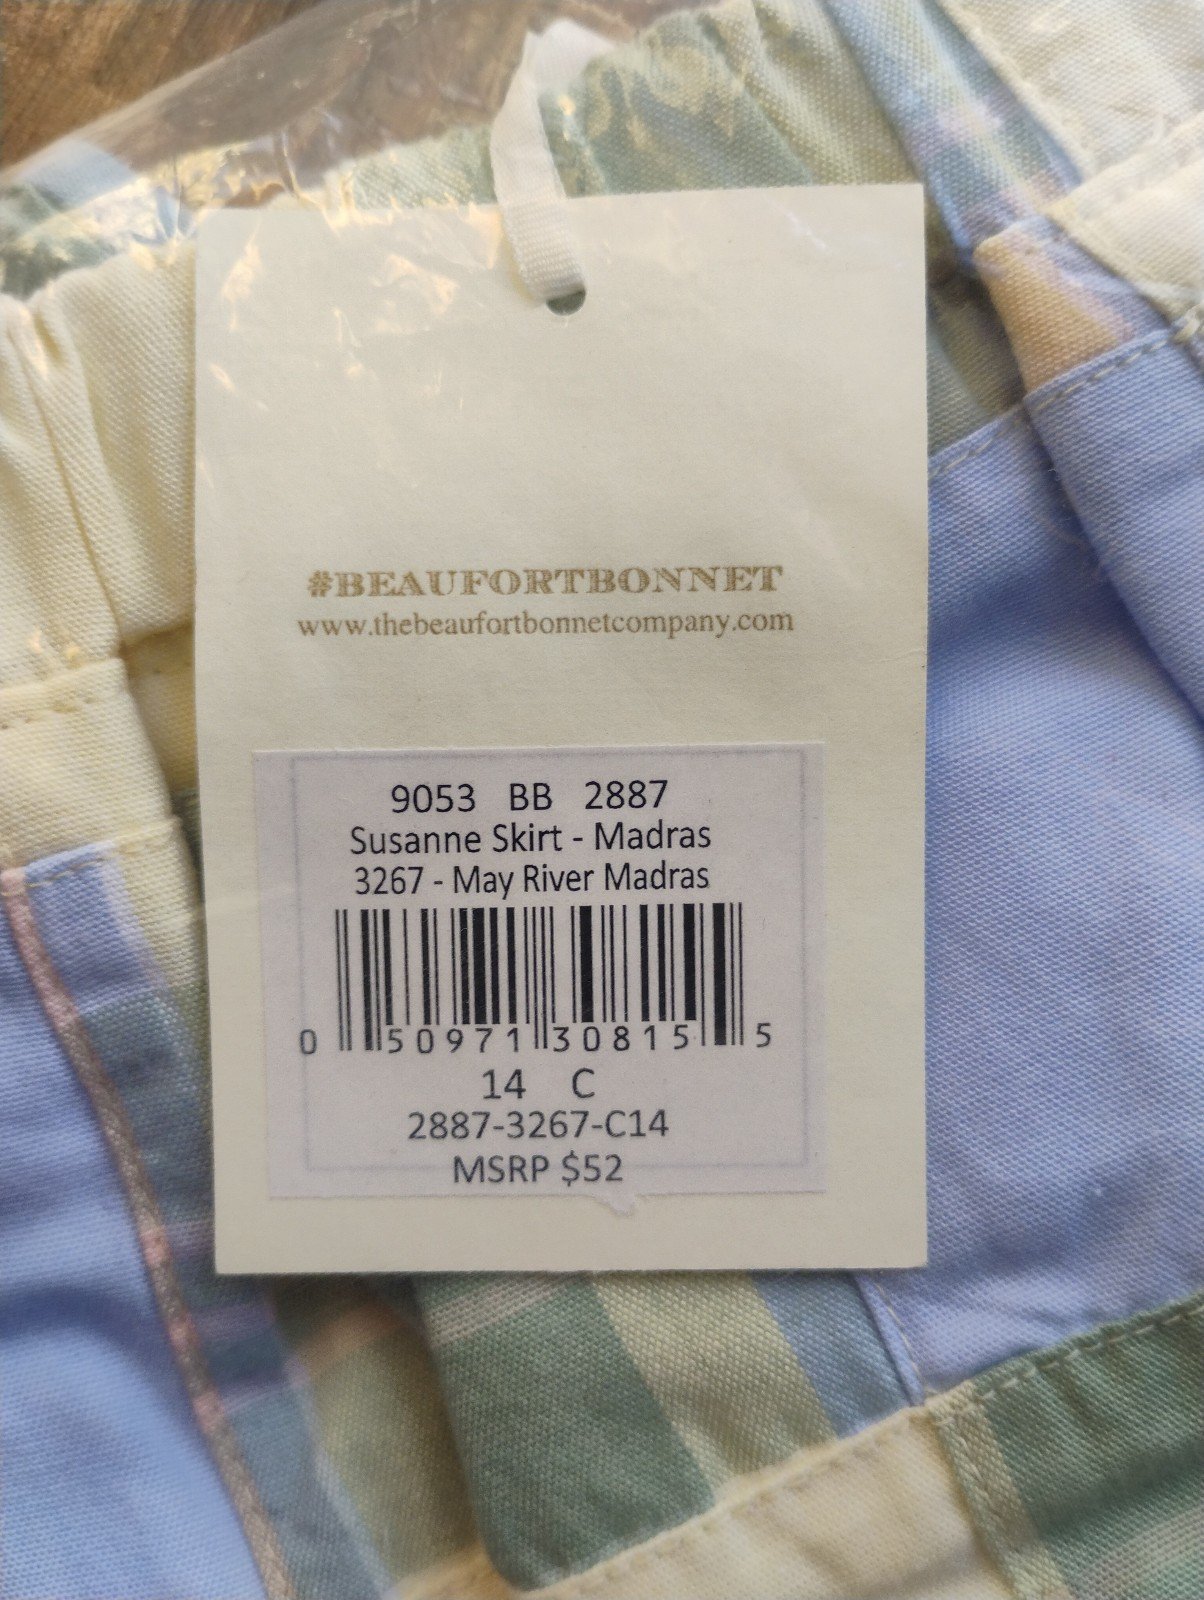 #BEAUFORTBONNET
www.thebeaufortbonnetcompany.com
9053 BB 2887
Susanne Skirt - Madras
3267 - May River Madras
0 50971 30815 5
14 C
2887-3267-C14
MSRP $52